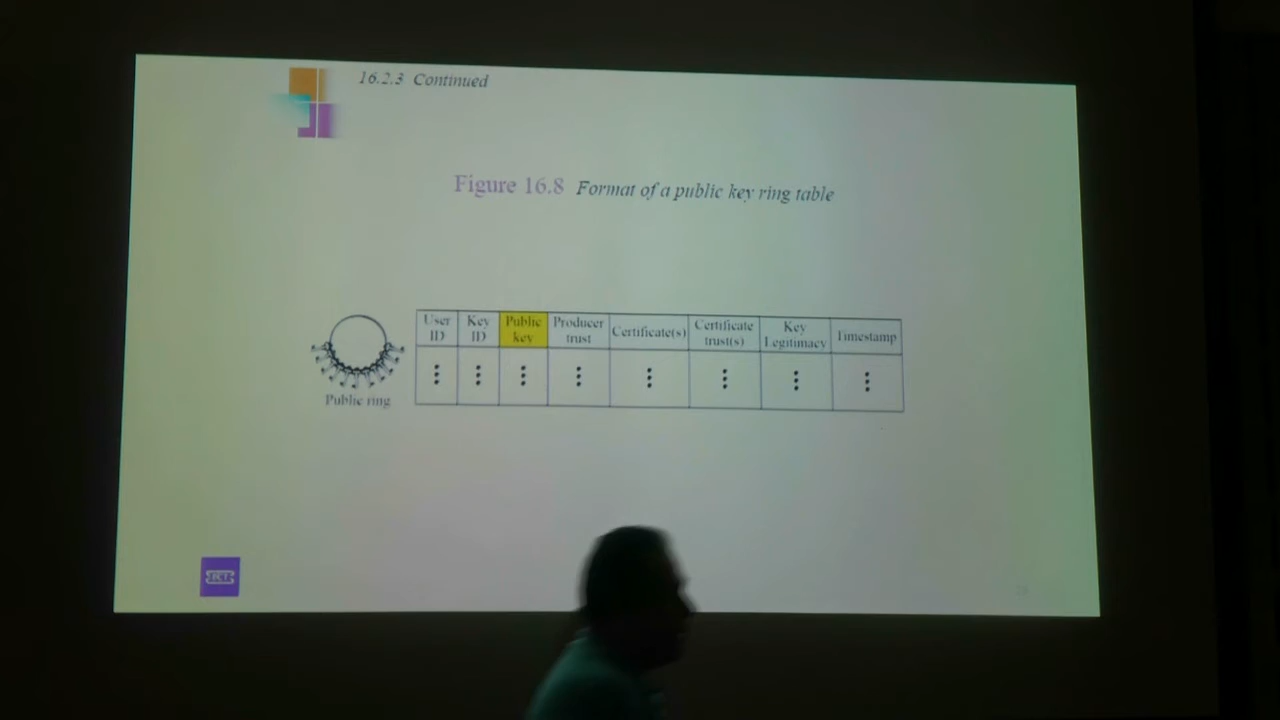 16.2.3 Continued
Figure 16.8 Format of a public key ring table
User ID
Key ID
Public key
Producer trust
Certificate(s)
Certificate trust(s)
Key Legitimacy
Timestamp
Public ring